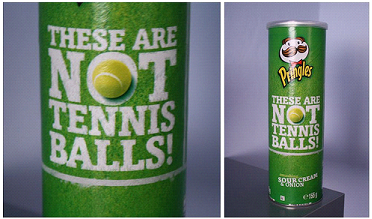 THESE ARE
NOT
TENNIS
BALLS!
Pringles
THESE ARE
NOT
TENNIS
BALLS!
SOUR CREAM
& ONION